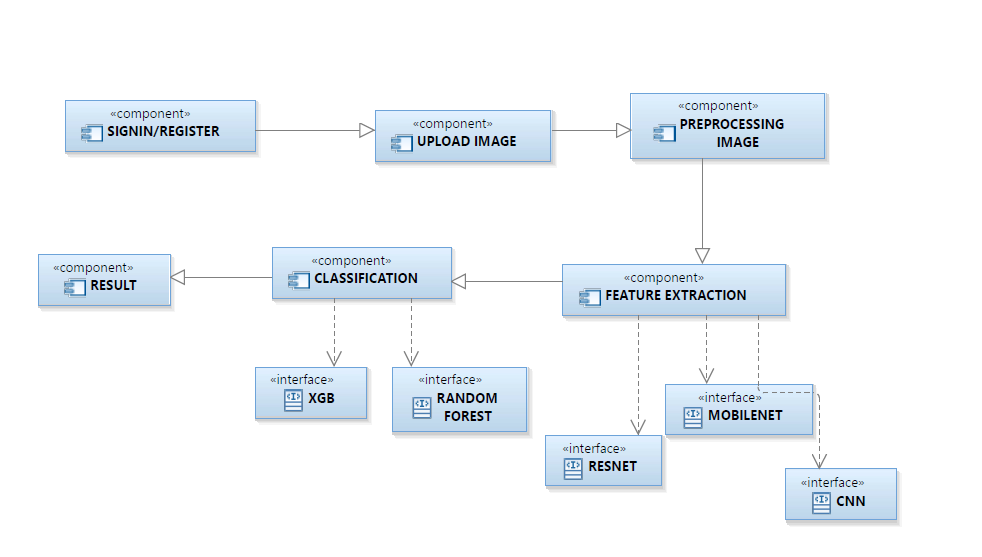 «component»
SIGNIN/REGISTER
«component»
UPLOAD IMAGE
«component»
PREPROCESSING
IMAGE
«component»
RESULT
«component»
CLASSIFICATION
«component»
FEATURE EXTRACTION
«interface»
XGB
«interface»
RANDOM
FOREST
«interface»
RESNET
«interface»
MOBILENET
«interface»
CNN